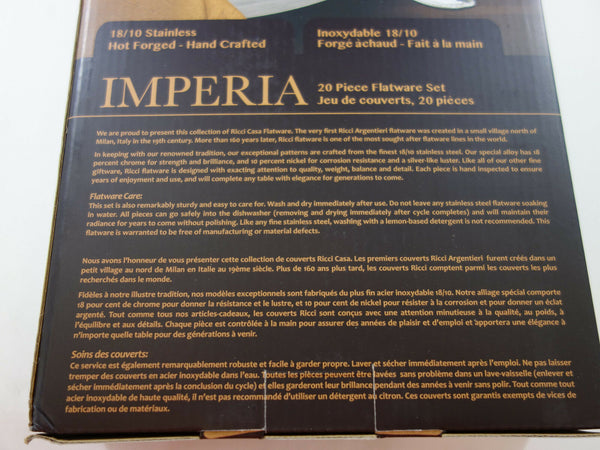 18/10 Stainless
Hot Forged - Hand Crafted
Inoxydable 18/10
Forgé àchaud - Fait à la main
IMPERIA
20 Piece Flatware Set
Jeu de couverts, 20 pièces
We are proud to present this collection of Ricci Casa Flatware. The very first Ricci Argentieri flatware was created in a small village north of
Milan, Italy in the 19th century. More than 160 years later, Ricci flatware is one of the most sought after flatware lines in the world.
In keeping with our renowned tradition, our exceptional patterns are crafted from the finest 18/10 stainless steel. Our special alloy has 18
percent chrome for strength and brilliance, and 10 percent nickel for corrosion resistance and a silver-like luster. Like all of our other fine
giftware, Ricci flatware is designed with exacting attention to quality, weight, balance and detail. Each piece is hand inspected to ensure
years of enjoyment and use, and will complete any table with elegance for generations to come.
Flatware Care:
This set is also remarkably sturdy and easy to care for. Wash and dry immediately after use. Do not leave any stainless steel flatware soaking
in water. All pieces can go safely into the dishwasher (removing and drying immediately after cycle completes) and will maintain their
radiance for years to come without polishing. Like any fine stainless steel, washing with a lemon-based detergent is not recommended. This
flatware is warranted to be free of manufacturing or material defects.
Nous avons l'honneur de vous présenter cette collection de couverts Ricci Casa. Les premiers couverts Ricci Argentieri furent créés dans un
petit village au nord de Milan en Italie au 19ème siècle. Plus de 160 ans plus tard, les couverts Ricci comptent parmi les couverts les plus
recherchés dans le monde.
Fidèles à notre illustre tradition, nos modèles exceptionnels sont fabriqués du plus fin acier inoxydable 18/10. Notre alliage spécial comporte
18 pour cent de chrome pour donner la résistance et le lustre, et 10 pour cent de nickel pour résister à la corrosion et pour donner un éclat
argenté. Tout comme tous nos articles-cadeaux, les couverts Ricci sont conçus avec une attention minutieuse à la qualité, au poids, à
l'équilibre et aux détails. Chaque pièce est contrôlée à la main pour assurer des années de plaisir et d'emploi et apportera une élégance à
n'importe quelle table pour des générations à venir.
Soins des couverts:
Ce service est également remarquablement robuste et facile à garder propre. Laver et sécher immédiatement après l'emploi. Ne pas laisser
tremper des couverts en acier inoxydable dans l'eau. Toutes les pièces peuvent être lavées sans problème dans un lave-vaisselle (enlever et
sécher immédiatement après la conclusion du cycle) et elles garderont leur brillance pendant des années à venir sans polir. Tout comme tout
acier inoxydable de haute qualité, il n'est pas recommandé d'utiliser un détergent au citron. Ces couverts sont garantis exempts de vices de
fabrication ou de matériaux.